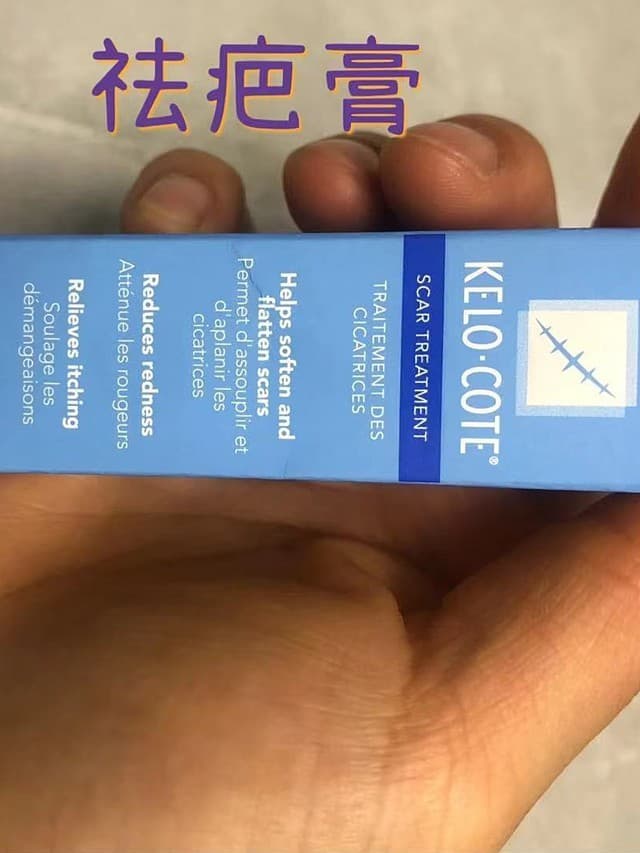 祛疤膏
KELO·COTE®
SCAR TREATMENT
TRAITEMENT DES
CICATRICES
Helps soften and
flatten scars
Permet d'assouplir et
d'aplanir les
cicatrices
Reduces redness
Atténue les rougeurs
Relieves itching
Soulage les
démangeaisons